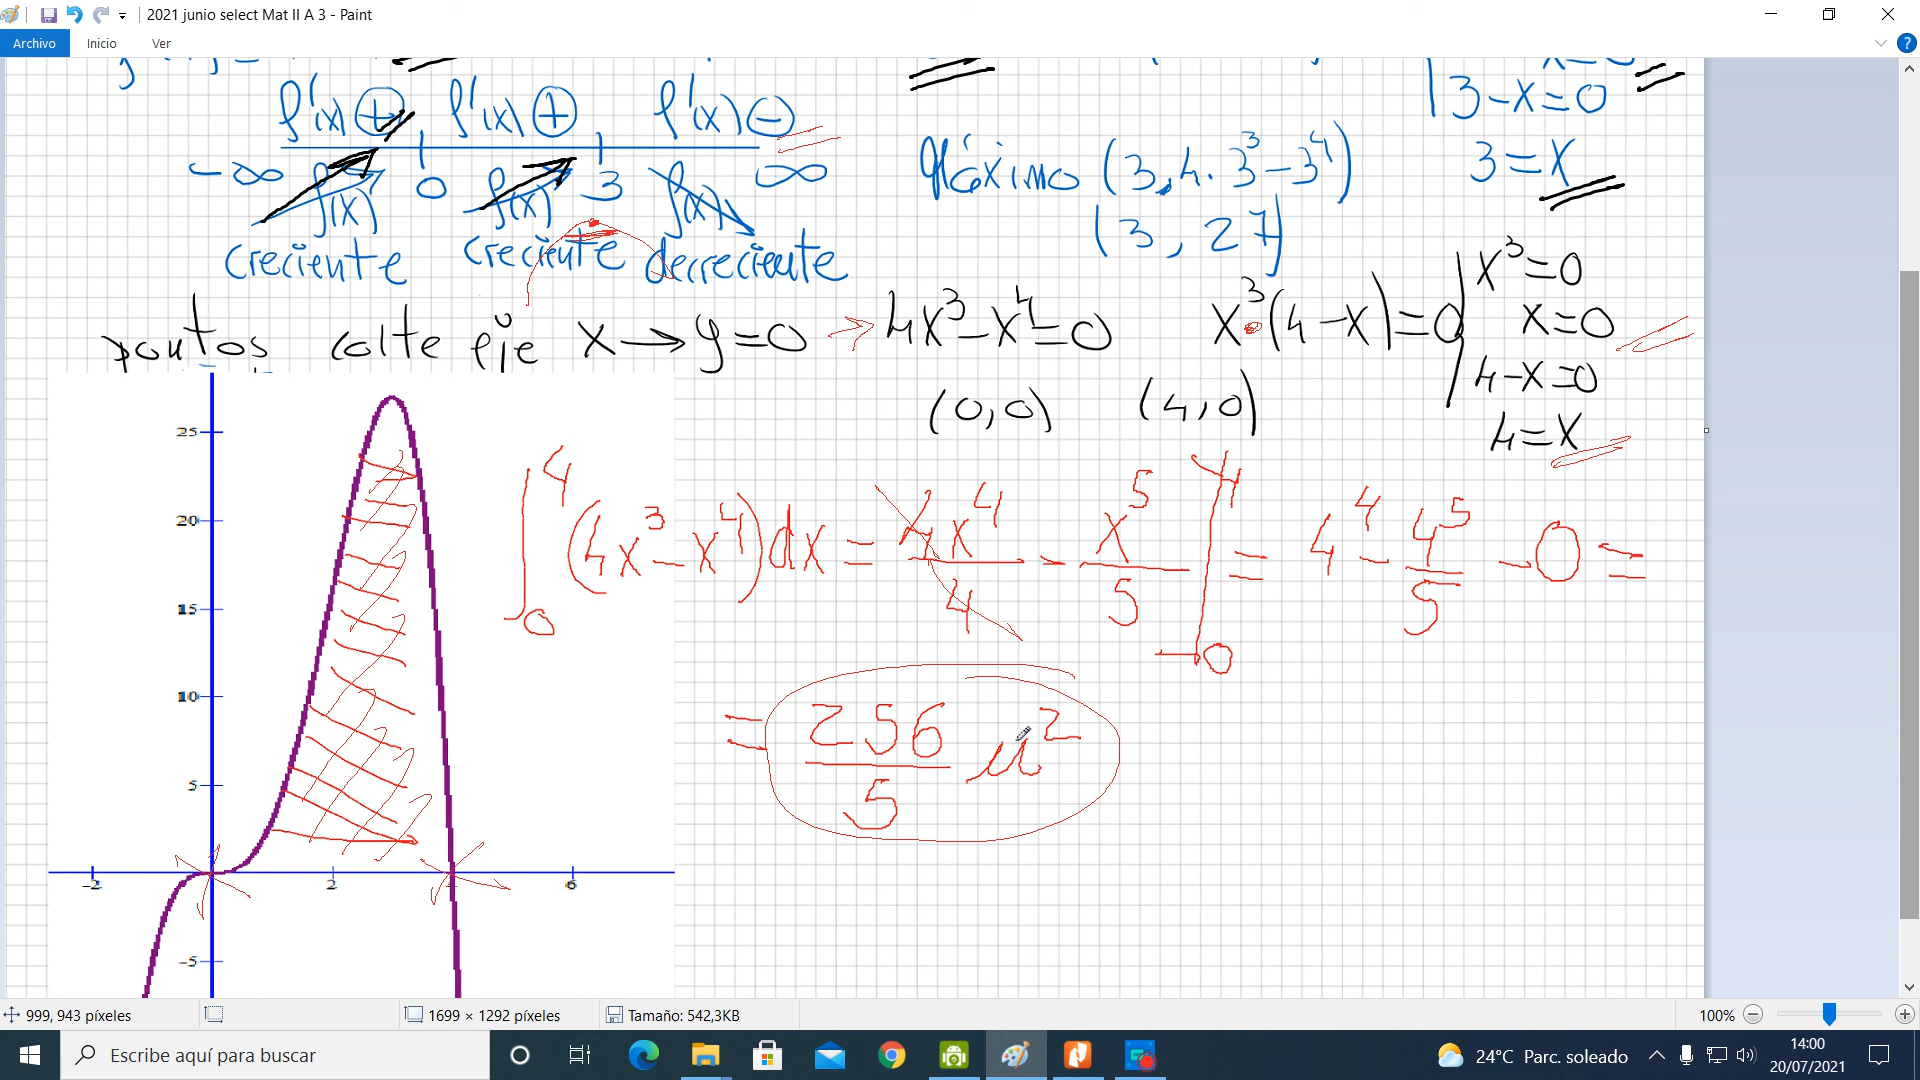 2021 junio select Mat II A 3 - Paint
Archivo Inicio Ver
f'(x) + f'(x) + f'(x) -
-∞ 0 3 ∞
f(x) f(x) f(x)
creciente creciente decreciente
Máximo (3, 4·3³-3⁴)
(3, 27)
3-x=0
3=x
puntos corte eje x → y=0 → 4x³-x⁴=0 x³·(4-x)=0
x³=0
x=0
4-x=0
4=x
(0,0) (4,0)
25
20
15
10
5
-5
-2 2 4 6
∫₀⁴ (4x³-x⁴)dx = 4x⁴/4 - x⁵/5 |₀⁴ = 4⁴ - 4⁵/5 - 0 =
= 256/5 u²
999, 943 píxeles 1699 × 1292 píxeles Tamaño: 542,3KB 100%
Escribe aquí para buscar 24°C Parc. soleado 14:00
20/07/2021